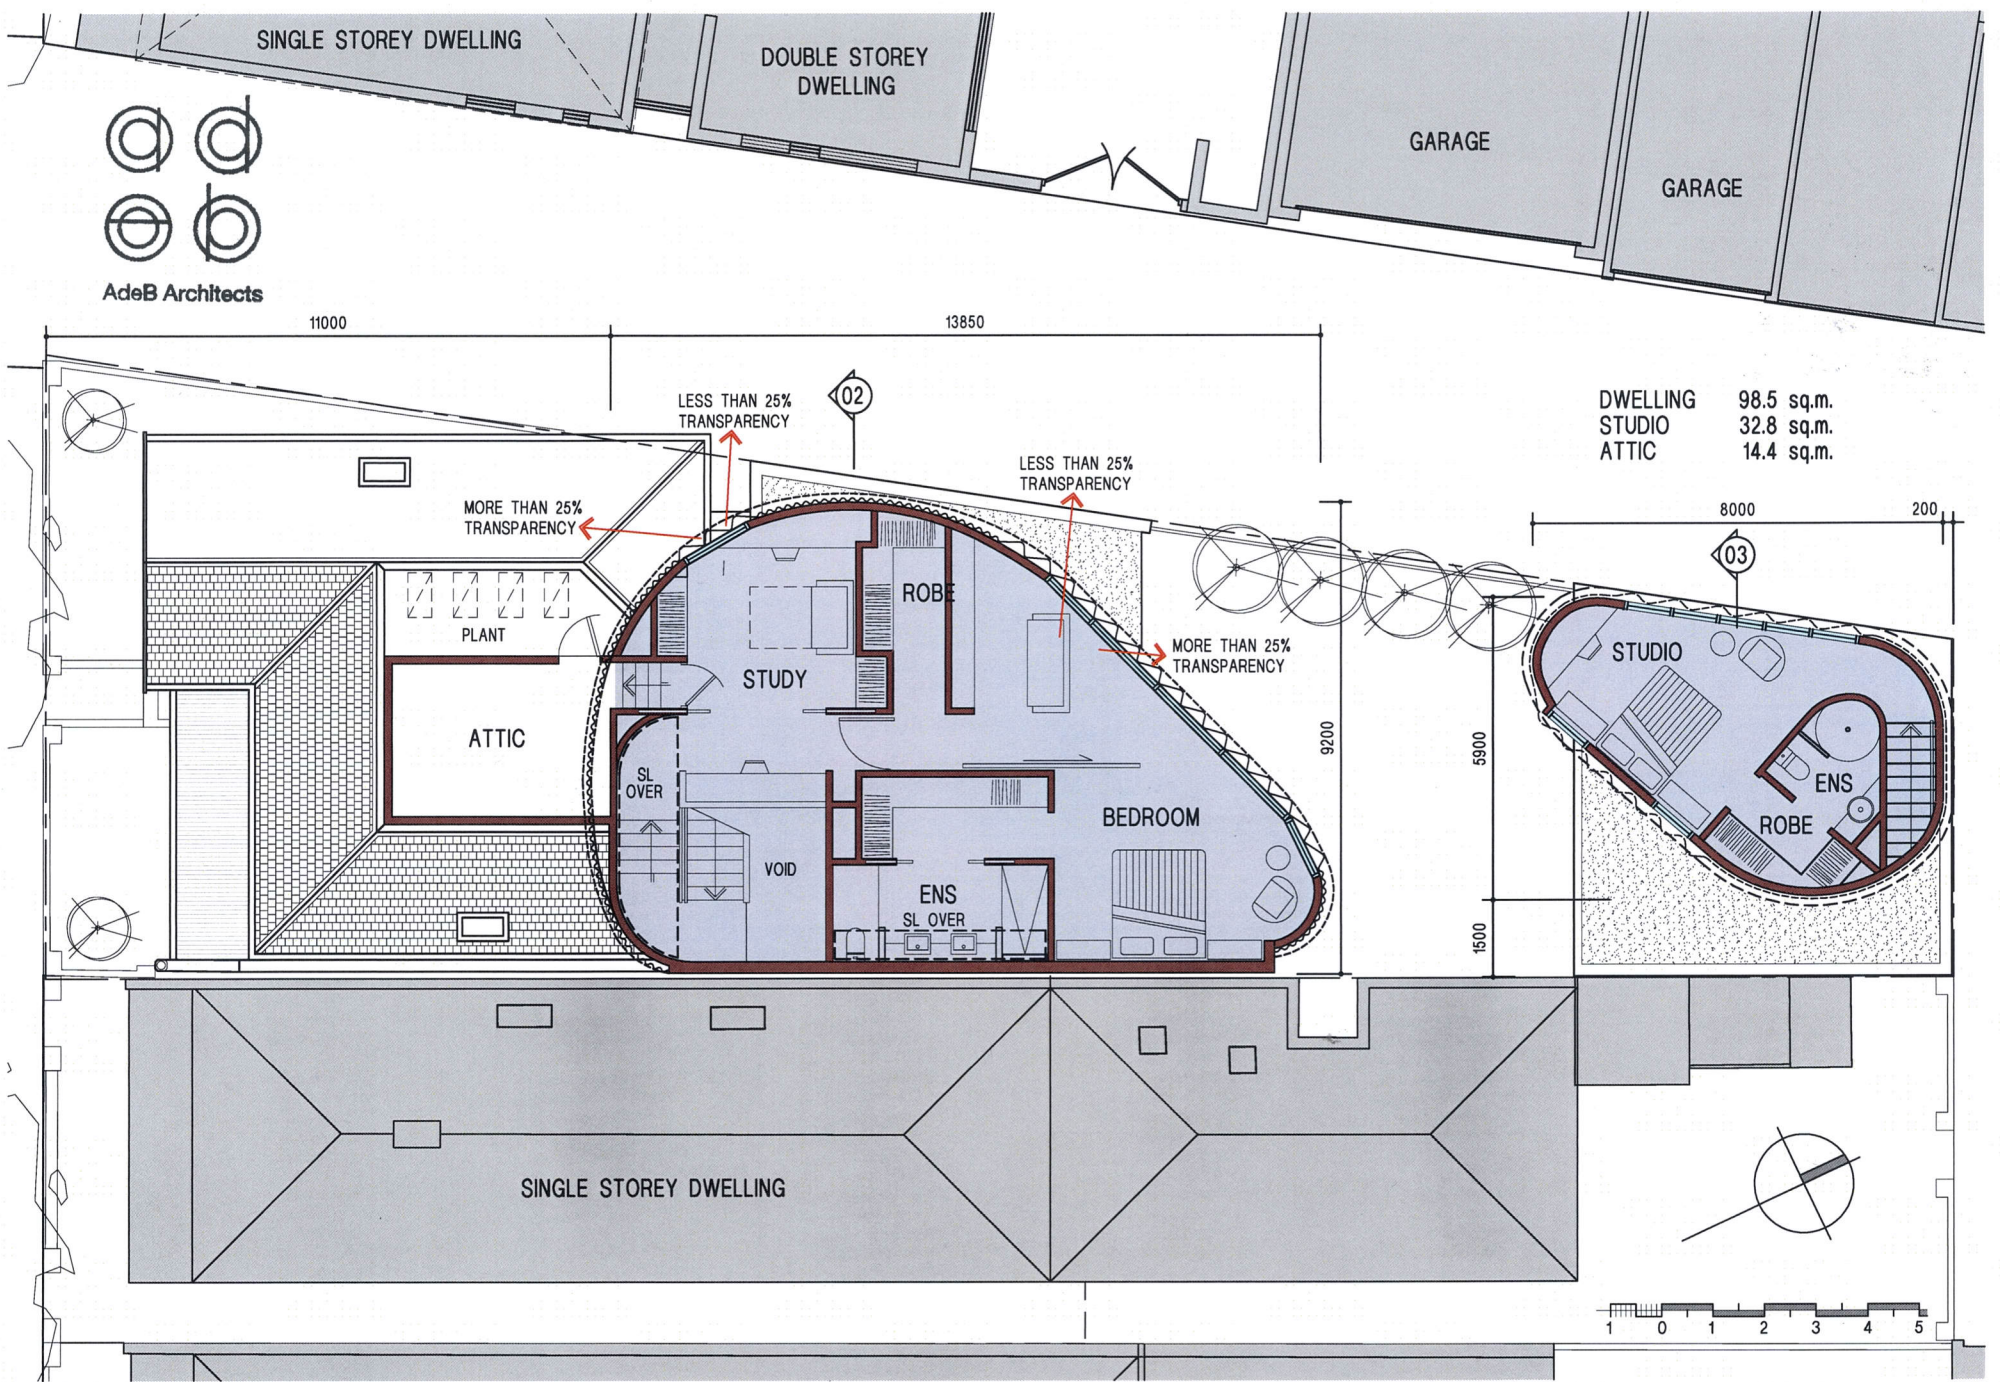 SINGLE STOREY DWELLING
DOUBLE STOREY
DWELLING
GARAGE
GARAGE
AdeB Architects
11000
13850
LESS THAN 25%
TRANSPARENCY
02
DWELLING 98.5 sq.m.
STUDIO 32.8 sq.m.
ATTIC 14.4 sq.m.
LESS THAN 25%
TRANSPARENCY
MORE THAN 25%
TRANSPARENCY
8000
200
03
ROBE
PLANT
STUDY
MORE THAN 25%
TRANSPARENCY
STUDIO
ATTIC
SL
OVER
9200
5900
ENS
BEDROOM
ROBE
VOID
ENS
SL OVER
1500
SINGLE STOREY DWELLING
1 0 1 2 3 4 5